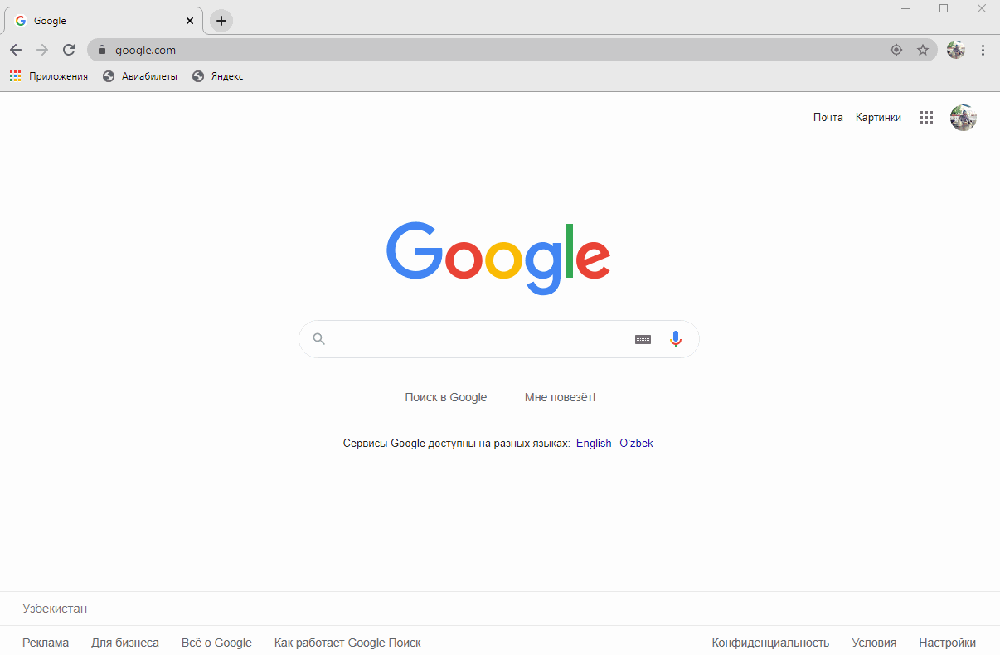 Google
google.com
Приложения Авиабилеты Яндекс
Почта Картинки
Google
Поиск в Google Мне повезёт!
Сервисы Google доступны на разных языках: English Oʻzbek
Узбекистан
Реклама Для бизнеса Всё о Google Как работает Google Поиск Конфиденциальность Условия Настройки